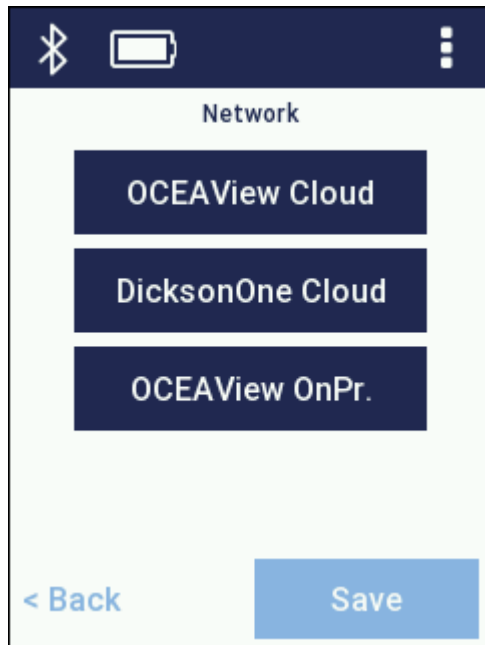 Network
OCEAView Cloud
DicksonOne Cloud
OCEAView OnPr.
< Back
Save